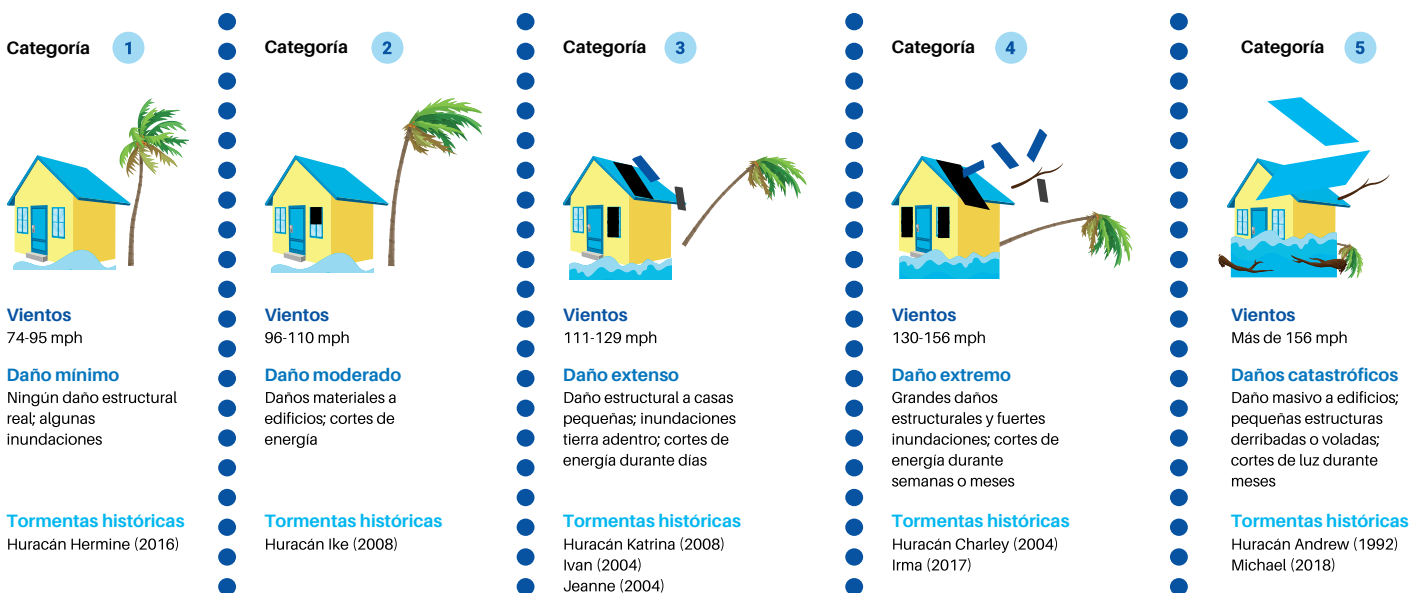 Categoría 1
Vientos
74-95 mph
Daño mínimo
Ningún daño estructural
real; algunas
inundaciones
Tormentas históricas
Huracán Hermine (2016)
Categoría 2
Vientos
96-110 mph
Daño moderado
Daños materiales a
edificios; cortes de
energía
Tormentas históricas
Huracán Ike (2008)
Categoría 3
Vientos
111-129 mph
Daño extenso
Daño estructural a casas
pequeñas; inundaciones
tierra adentro; cortes de
energía durante días
Tormentas históricas
Huracán Katrina (2008)
Ivan (2004)
Jeanne (2004)
Categoría 4
Vientos
130-156 mph
Daño extremo
Grandes daños
estructurales y fuertes
inundaciones; cortes de
energía durante
semanas o meses
Tormentas históricas
Huracán Charley (2004)
Irma (2017)
Categoría 5
Vientos
Más de 156 mph
Daños catastróficos
Daño masivo a edificios;
pequeñas estructuras
derribadas o voladas;
cortes de luz durante
meses
Tormentas históricas
Huracán Andrew (1992)
Michael (2018)